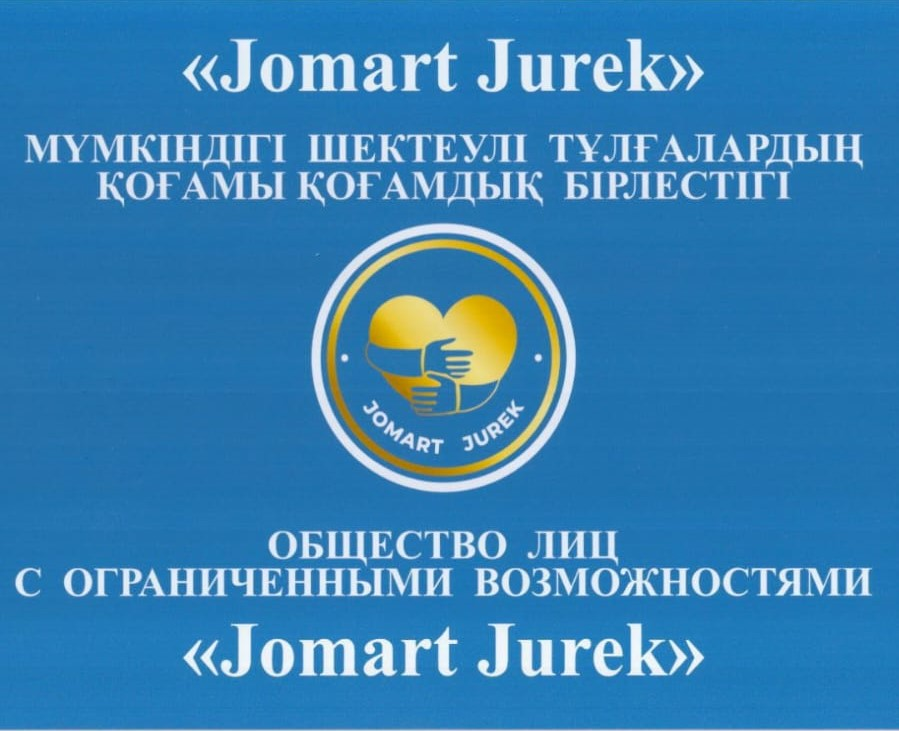 «Jomart Jurek»
МҮМКІНДІГІ ШЕКТЕУЛІ ТҰЛҒАЛАРДЫҢ
ҚОҒАМЫ ҚОҒАМДЫҚ БІРЛЕСТІГІ
JOMART JUREK
ОБЩЕСТВО ЛИЦ
С ОГРАНИЧЕННЫМИ ВОЗМОЖНОСТЯМИ
«Jomart Jurek»